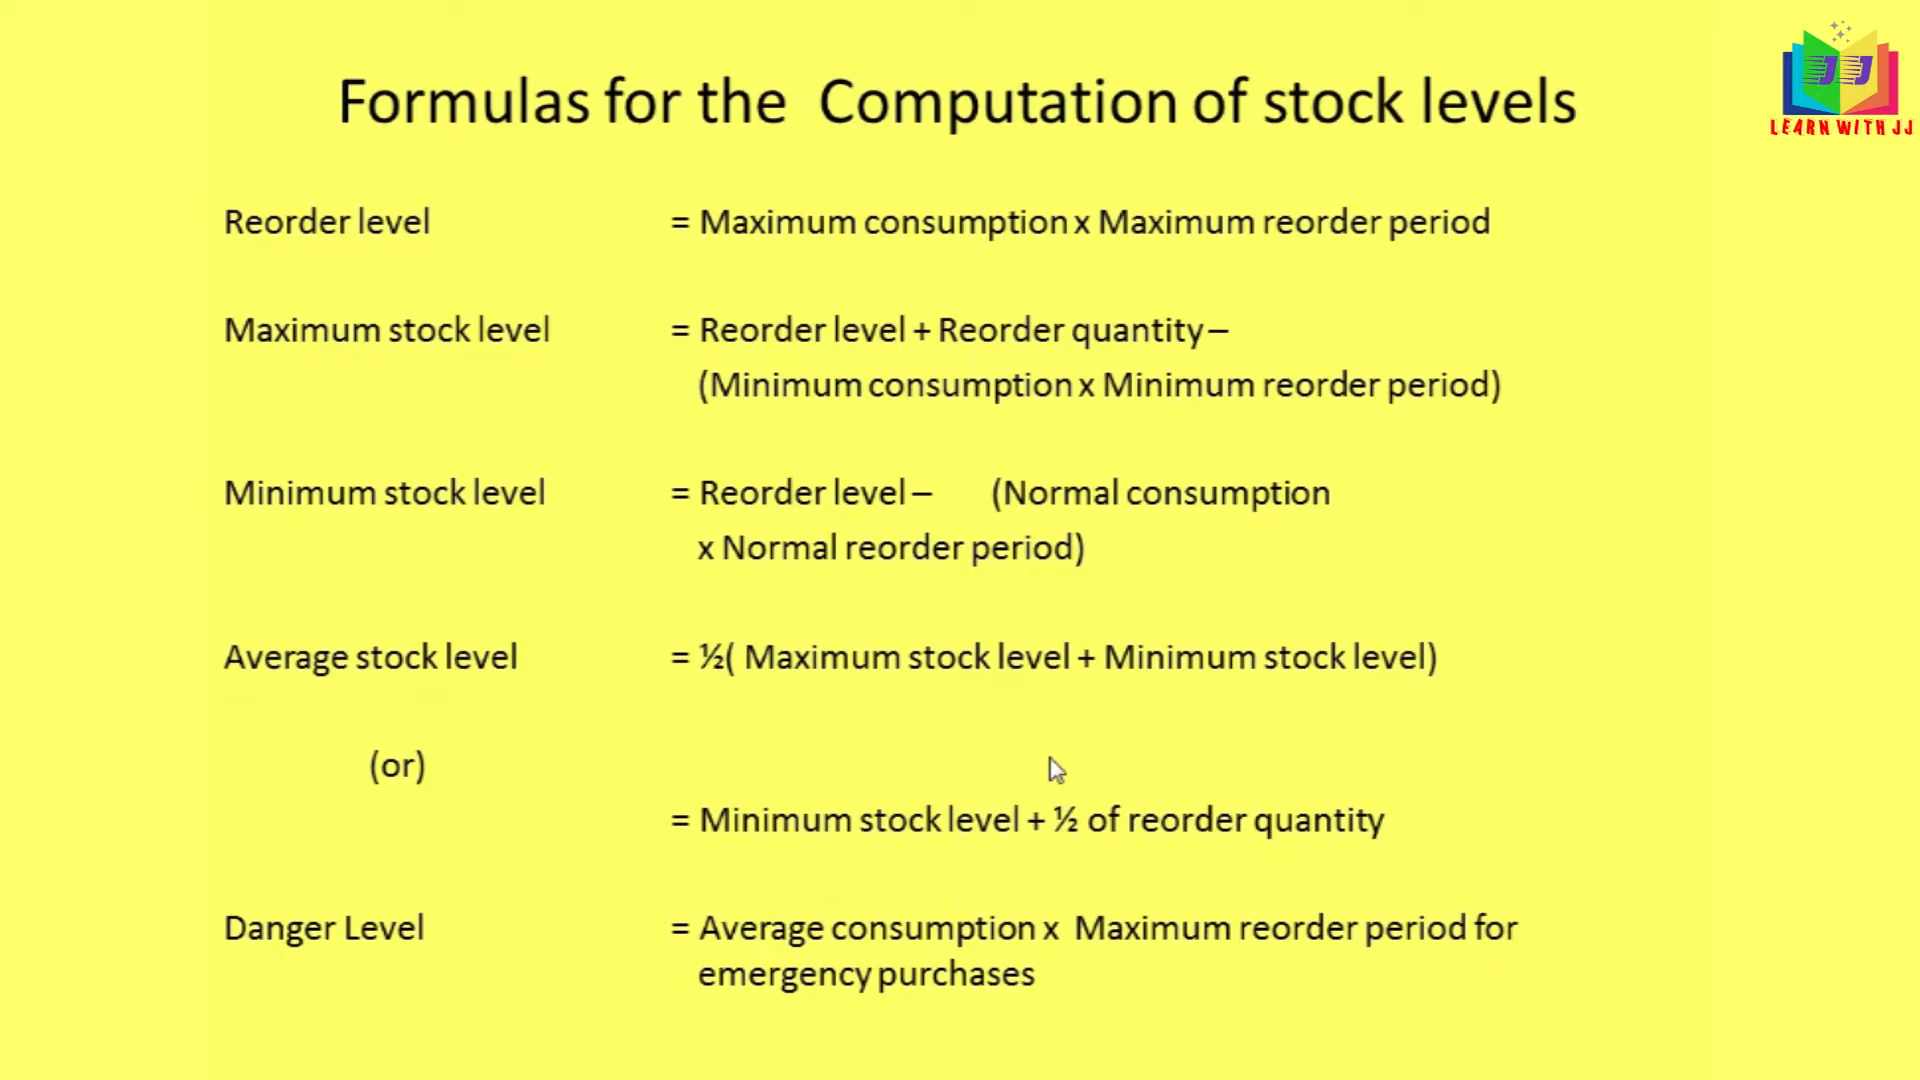 Formulas for the Computation of stock levels
JJ
LEARN WITH JJ
Reorder level = Maximum consumption x Maximum reorder period
Maximum stock level = Reorder level + Reorder quantity –
(Minimum consumption x Minimum reorder period)
Minimum stock level = Reorder level – (Normal consumption
x Normal reorder period)
Average stock level = ½( Maximum stock level + Minimum stock level)
(or)
= Minimum stock level + ½ of reorder quantity
Danger Level = Average consumption x Maximum reorder period for
emergency purchases